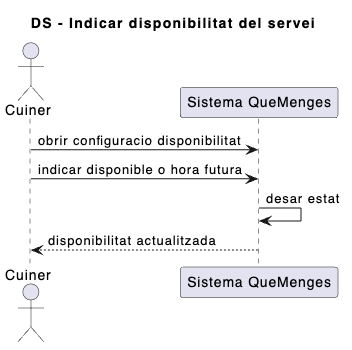 DS - Indicar disponibilitat del servei
Cuiner
Sistema QueMenges
obrir configuracio disponibilitat
indicar disponible o hora futura
desar estat
disponibilitat actualitzada
Cuiner
Sistema QueMenges